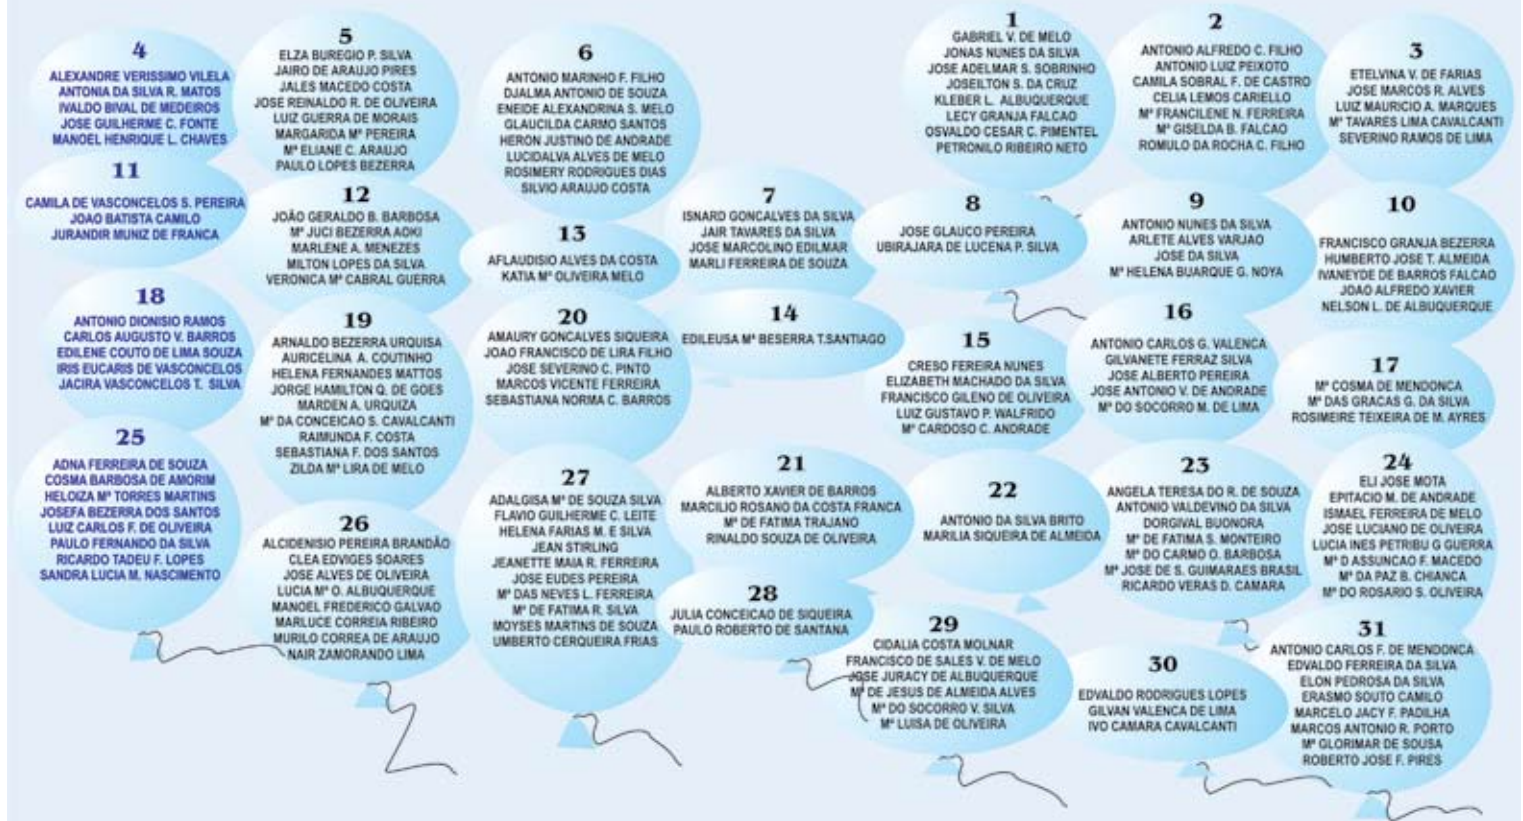 1
GABRIEL V. DE MELO
JONAS NUNES DA SILVA
JOSE ADELMAR S. SOBRINHO
JOSEILTON S. DA CRUZ
KLEBER L. ALBUQUERQUE
LECY GRANJA FALCAO
OSVALDO CESAR C. PIMENTEL
PETRONILO RIBEIRO NETO
2
ANTONIO ALFREDO C. FILHO
ANTONIO LUIZ PEIXOTO
CAMILA SOBRAL F. DE CASTRO
CELIA LEMOS CARIELLO
Mª FRANCILENE N. FERREIRA
Mª GISELDA B. FALCAO
ROMULO DA ROCHA C. FILHO
3
ETELVINA V. DE FARIAS
JOSE MARCOS R. ALVES
LUIZ MAURICIO A. MARQUES
Mª TAVARES LIMA CAVALCANTI
SEVERINO RAMOS DE LIMA
4
ALEXANDRE VERISSIMO VILELA
ANTONIA DA SILVA R. MATOS
IVALDO BIVAL DE MEDEIROS
JOSE GUILHERME C. FONTE
MANOEL HENRIQUE L. CHAVES
5
ELZA BUREGIO P. SILVA
JAIRO DE ARAUJO PIRES
JALES MACEDO COSTA
JOSE REINALDO R. DE OLIVEIRA
LUIZ GUERRA DE MORAIS
MARGARIDA Mª PEREIRA
Mª ELIANE C. ARAUJO
PAULO LOPES BEZERRA
6
ANTONIO MARINHO F. FILHO
DJALMA ANTONIO DE SOUZA
ENEIDE ALEXANDRINA S. MELO
GLAUCILDA CARMO SANTOS
HERON JUSTINO DE ANDRADE
LUCIDALVA ALVES DE MELO
ROSIMERY RODRIGUES DIAS
SILVIO ARAUJO COSTA
7
ISNARD GONCALVES DA SILVA
JAIR TAVARES DA SILVA
JOSE MARCOLINO EDILMAR
MARLI FERREIRA DE SOUZA
8
JOSE GLAUCO PEREIRA
UBIRAJARA DE LUCENA P. SILVA
9
ANTONIO NUNES DA SILVA
ARLETE ALVES VARJAO
JOSE DA SILVA
Mª HELENA BUARQUE G. NOYA
10
FRANCISCO GRANJA BEZERRA
HUMBERTO JOSE T. ALMEIDA
IVANEYDE DE BARROS FALCAO
JOAO ALFREDO XAVIER
NELSON L. DE ALBUQUERQUE
11
CAMILA DE VASCONCELOS S. PEREIRA
JOAO BATISTA CAMILO
JURANDIR MUNIZ DE FRANCA
12
JOÃO GERALDO B. BARBOSA
Mª JUCI BEZERRA AOKI
MARLENE A. MENEZES
MILTON LOPES DA SILVA
VERONICA Mª CABRAL GUERRA
13
AFLAUDISIO ALVES DA COSTA
KATIA Mª OLIVEIRA MELO
14
EDILEUSA Mª BESERRA T.SANTIAGO
15
CRESO FEREIRA NUNES
ELIZABETH MACHADO DA SILVA
FRANCISCO GILENO DE OLIVEIRA
LUIZ GUSTAVO P. WALFRIDO
Mª CARDOSO C. ANDRADE
16
ANTONIO CARLOS G. VALENCA
GILVANETE FERRAZ SILVA
JOSE ALBERTO PEREIRA
JOSE ANTONIO V. DE ANDRADE
Mª DO SOCORRO M. DE LIMA
17
Mª COSMA DE MENDONCA
Mª DAS GRACAS G. DA SILVA
ROSIMEIRE TEIXEIRA DE M. AYRES
18
ANTONIO DIONISIO RAMOS
CARLOS AUGUSTO V. BARROS
EDILENE COUTO DE LIMA SOUZA
IRIS EUCARIS DE VASCONCELOS
JACIRA VASCONCELOS T. SILVA
19
ARNALDO BEZERRA URQUISA
AURICELINA A. COUTINHO
HELENA FERNANDES MATTOS
JORGE HAMILTON Q. DE GOES
MARDEN A. URQUIZA
Mª DA CONCEICAO S. CAVALCANTI
RAIMUNDA F. COSTA
SEBASTIANA F. DOS SANTOS
ZILDA Mª LIRA DE MELO
20
AMAURY GONCALVES SIQUEIRA
JOAO FRANCISCO DE LIRA FILHO
JOSE SEVERINO C. PINTO
MARCOS VICENTE FERREIRA
SEBASTIANA NORMA C. BARROS
21
ALBERTO XAVIER DE BARROS
MARCILIO ROSANO DA COSTA FRANCA
Mª DE FATIMA TRAJANO
RINALDO SOUZA DE OLIVEIRA
22
ANTONIO DA SILVA BRITO
MARILIA SIQUEIRA DE ALMEIDA
23
ANGELA TERESA DO R. DE SOUZA
ANTONIO VALDEVINO DA SILVA
DORGIVAL BUONORA
Mª DE FATIMA S. MONTEIRO
Mª DO CARMO O. BARBOSA
Mª JOSE DE S. GUIMARAES BRASIL
RICARDO VERAS D. CAMARA
24
ELI JOSE MOTA
EPITACIO M. DE ANDRADE
ISMAEL FERREIRA DE MELO
JOSE LUCIANO DE OLIVEIRA
LUCIA INES PETRIBU G GUERRA
Mª D ASSUNCAO F. MACEDO
Mª DA PAZ B. CHIANCA
Mª DO ROSARIO S. OLIVEIRA
25
ADNA FERREIRA DE SOUZA
COSMA BARBOSA DE AMORIM
HELOIZA Mª TORRES MARTINS
JOSEFA BEZERRA DOS SANTOS
LUIZ CARLOS F. DE OLIVEIRA
PAULO FERNANDO DA SILVA
RICARDO TADEU F. LOPES
SANDRA LUCIA M. NASCIMENTO
26
ALCIDENISIO PEREIRA BRANDÃO
CLEA EDVIGES SOARES
JOSE ALVES DE OLIVEIRA
LUCIA Mª O. ALBUQUERQUE
MANOEL FREDERICO GALVAO
MARLUCE CORREIA RIBEIRO
MURILO CORREA DE ARAUJO
NAIR ZAMORANDO LIMA
27
ADALGISA Mª DE SOUZA SILVA
FLAVIO GUILHERME C. LEITE
HELENA FARIAS M. E SILVA
JEAN STIRLING
JEANETTE MAIA R. FERREIRA
JOSE EUDES PEREIRA
Mª DAS NEVES L. FERREIRA
Mª DE FATIMA R. SILVA
MOYSES MARTINS DE SOUZA
UMBERTO CERQUEIRA FRIAS
28
JULIA CONCEICAO DE SIQUEIRA
PAULO ROBERTO DE SANTANA
29
CIDALIA COSTA MOLNAR
FRANCISCO DE SALES V. DE MELO
JOSE JURACY DE ALBUQUERQUE
Mª DE JESUS DE ALMEIDA ALVES
Mª DO SOCORRO V. SILVA
Mª LUISA DE OLIVEIRA
30
EDVALDO RODRIGUES LOPES
GILVAN VALENCA DE LIMA
IVO CAMARA CAVALCANTI
31
ANTONIO CARLOS F. DE MENDONCA
EDVALDO FERREIRA DA SILVA
ELON PEDROSA DA SILVA
ERASMO SOUTO CAMILO
MARCELO JACY F. PADILHA
MARCOS ANTONIO R. PORTO
Mª GLORIMAR DE SOUSA
ROBERTO JOSE F. PIRES